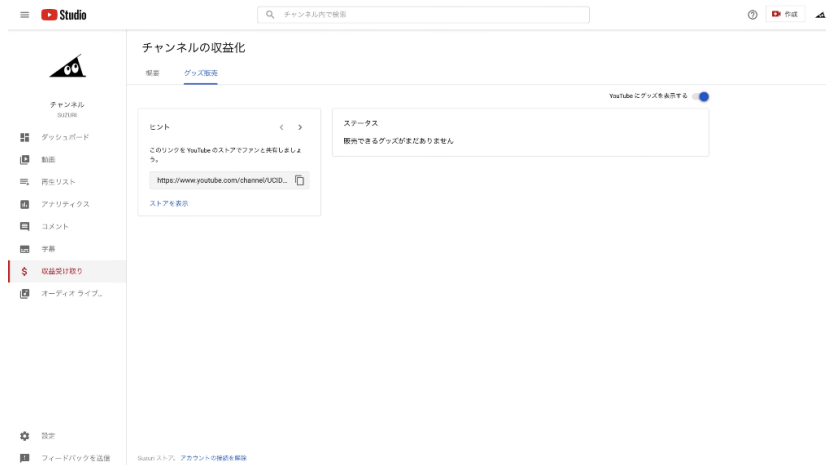 Studio
チャンネル内で検索
作成
チャンネル
SUZURI
ダッシュボード
動画
再生リスト
アナリティクス
コメント
字幕
収益受け取り
オーディオ ライブ...
設定
フィードバックを送信
チャンネルの収益化
概要
グッズ販売
YouTube にグッズを表示する
ヒント
このリンクを YouTube のストアでファンと共有しましょ
う。
https://www.youtube.com/channel/UCID...
ストアを表示
ステータス
販売できるグッズがまだありません
Suzuri ストア。 アカウントの接続を解除